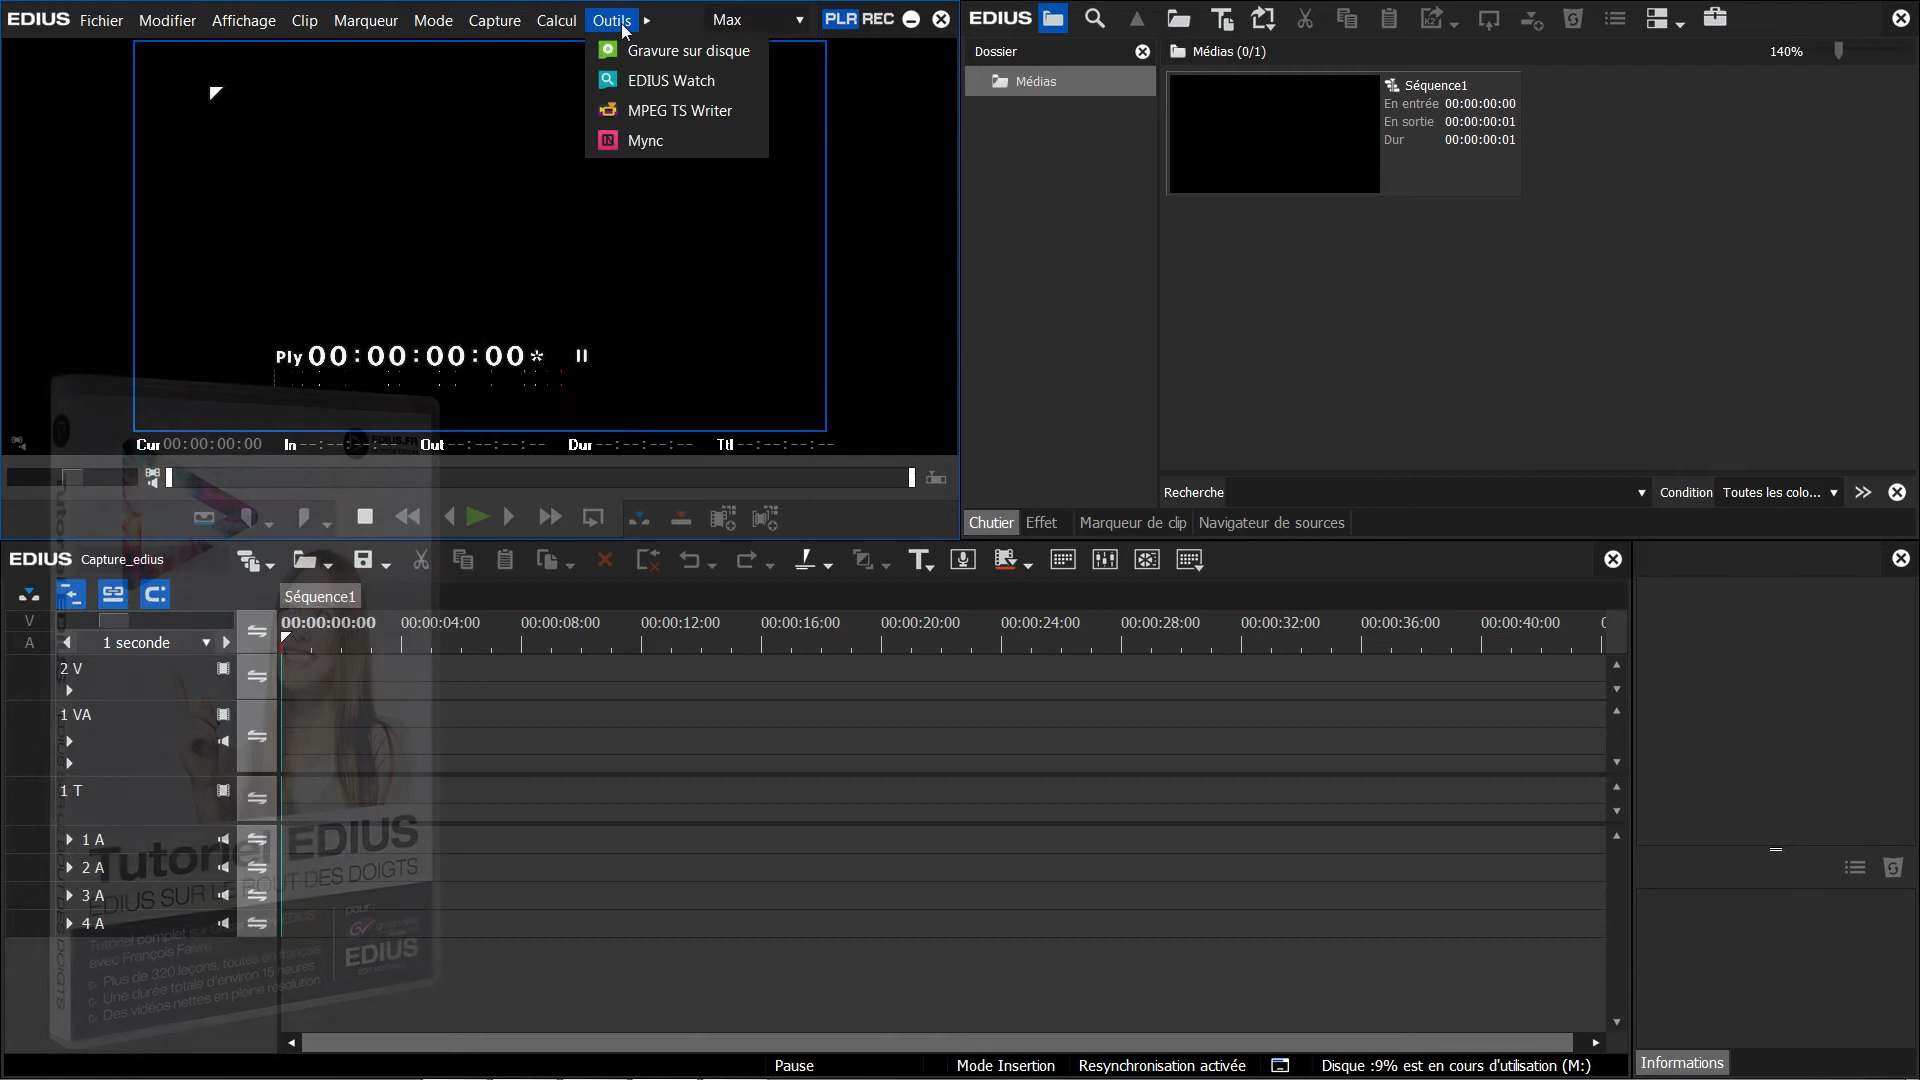 EDIUS Fichier Modifier Affichage Clip Marqueur Mode Capture Calcul Outils Max PLR REC
Gravure sur disque
EDIUS Watch
MPEG TS Writer
Mync
Ply 00:00:00:00* II
Cur 00:00:00:00 In --:--:--:-- Out --:--:--:-- Dur --:--:--:-- Ttl --:--:--:--
EDIUS
Dossier
Médias (0/1)
140%
Médias
Séquence1
En entrée 00:00:00:00
En sortie 00:00:00:01
Dur 00:00:00:01
Recherche
Condition Toutes les colo...
Chutier Effet Marqueur de clip Navigateur de sources
EDIUS Capture_edius
Séquence1
V
A
1 seconde
00:00:00:00 00:00:04:00 00:00:08:00 00:00:12:00 00:00:16:00 00:00:20:00 00:00:24:00 00:00:28:00 00:00:32:00 00:00:36:00 00:00:40:00
2 V
1 VA
1 T
1 A
2 A
3 A
4 A
Tutoriel EDIUS
EDIUS SUR LE BOUT DES DOIGTS
pour :
EDIUS
Tutoriel complet sur
avec François
Plus de 320 leçons, toutes en français
Une durée totale d'environ 15 heures
Des vidéos nettes en pleine résolution
Pause Mode Insertion Resynchronisation activée Disque :9% est en cours d'utilisation (M:)
Informations